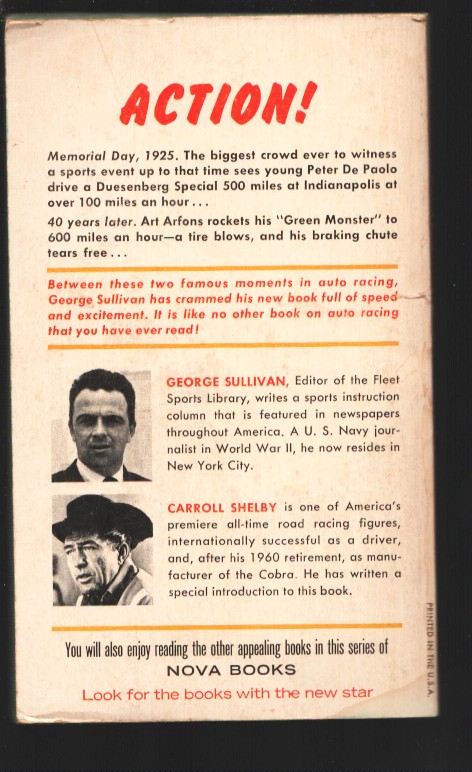 ACTION!
Memorial Day, 1925. The biggest crowd ever to witness
a sports event up to that time sees young Peter De Paolo
drive a Duesenberg Special 500 miles at Indianapolis at
over 100 miles an hour...
40 years later. Art Arfons rockets his "Green Monster" to
600 miles an hour—a tire blows, and his braking chute
tears free...
Between these two famous moments in auto racing,
George Sullivan has crammed his new book full of speed
and excitement. It is like no other book on auto racing
that you have ever read!
GEORGE SULLIVAN, Editor of the Fleet
Sports Library, writes a sports instruction
column that is featured in newspapers
throughout America. A U. S. Navy jour-
nalist in World War II, he now resides in
New York City.
CARROLL SHELBY is one of America's
premiere all-time road racing figures,
internationally successful as a driver,
and, after his 1960 retirement, as manu-
facturer of the Cobra. He has written a
special introduction to this book.
You will also enjoy reading the other appealing books in this series of
NOVA BOOKS
Look for the books with the new star
PRINTED IN THE U.S.A.